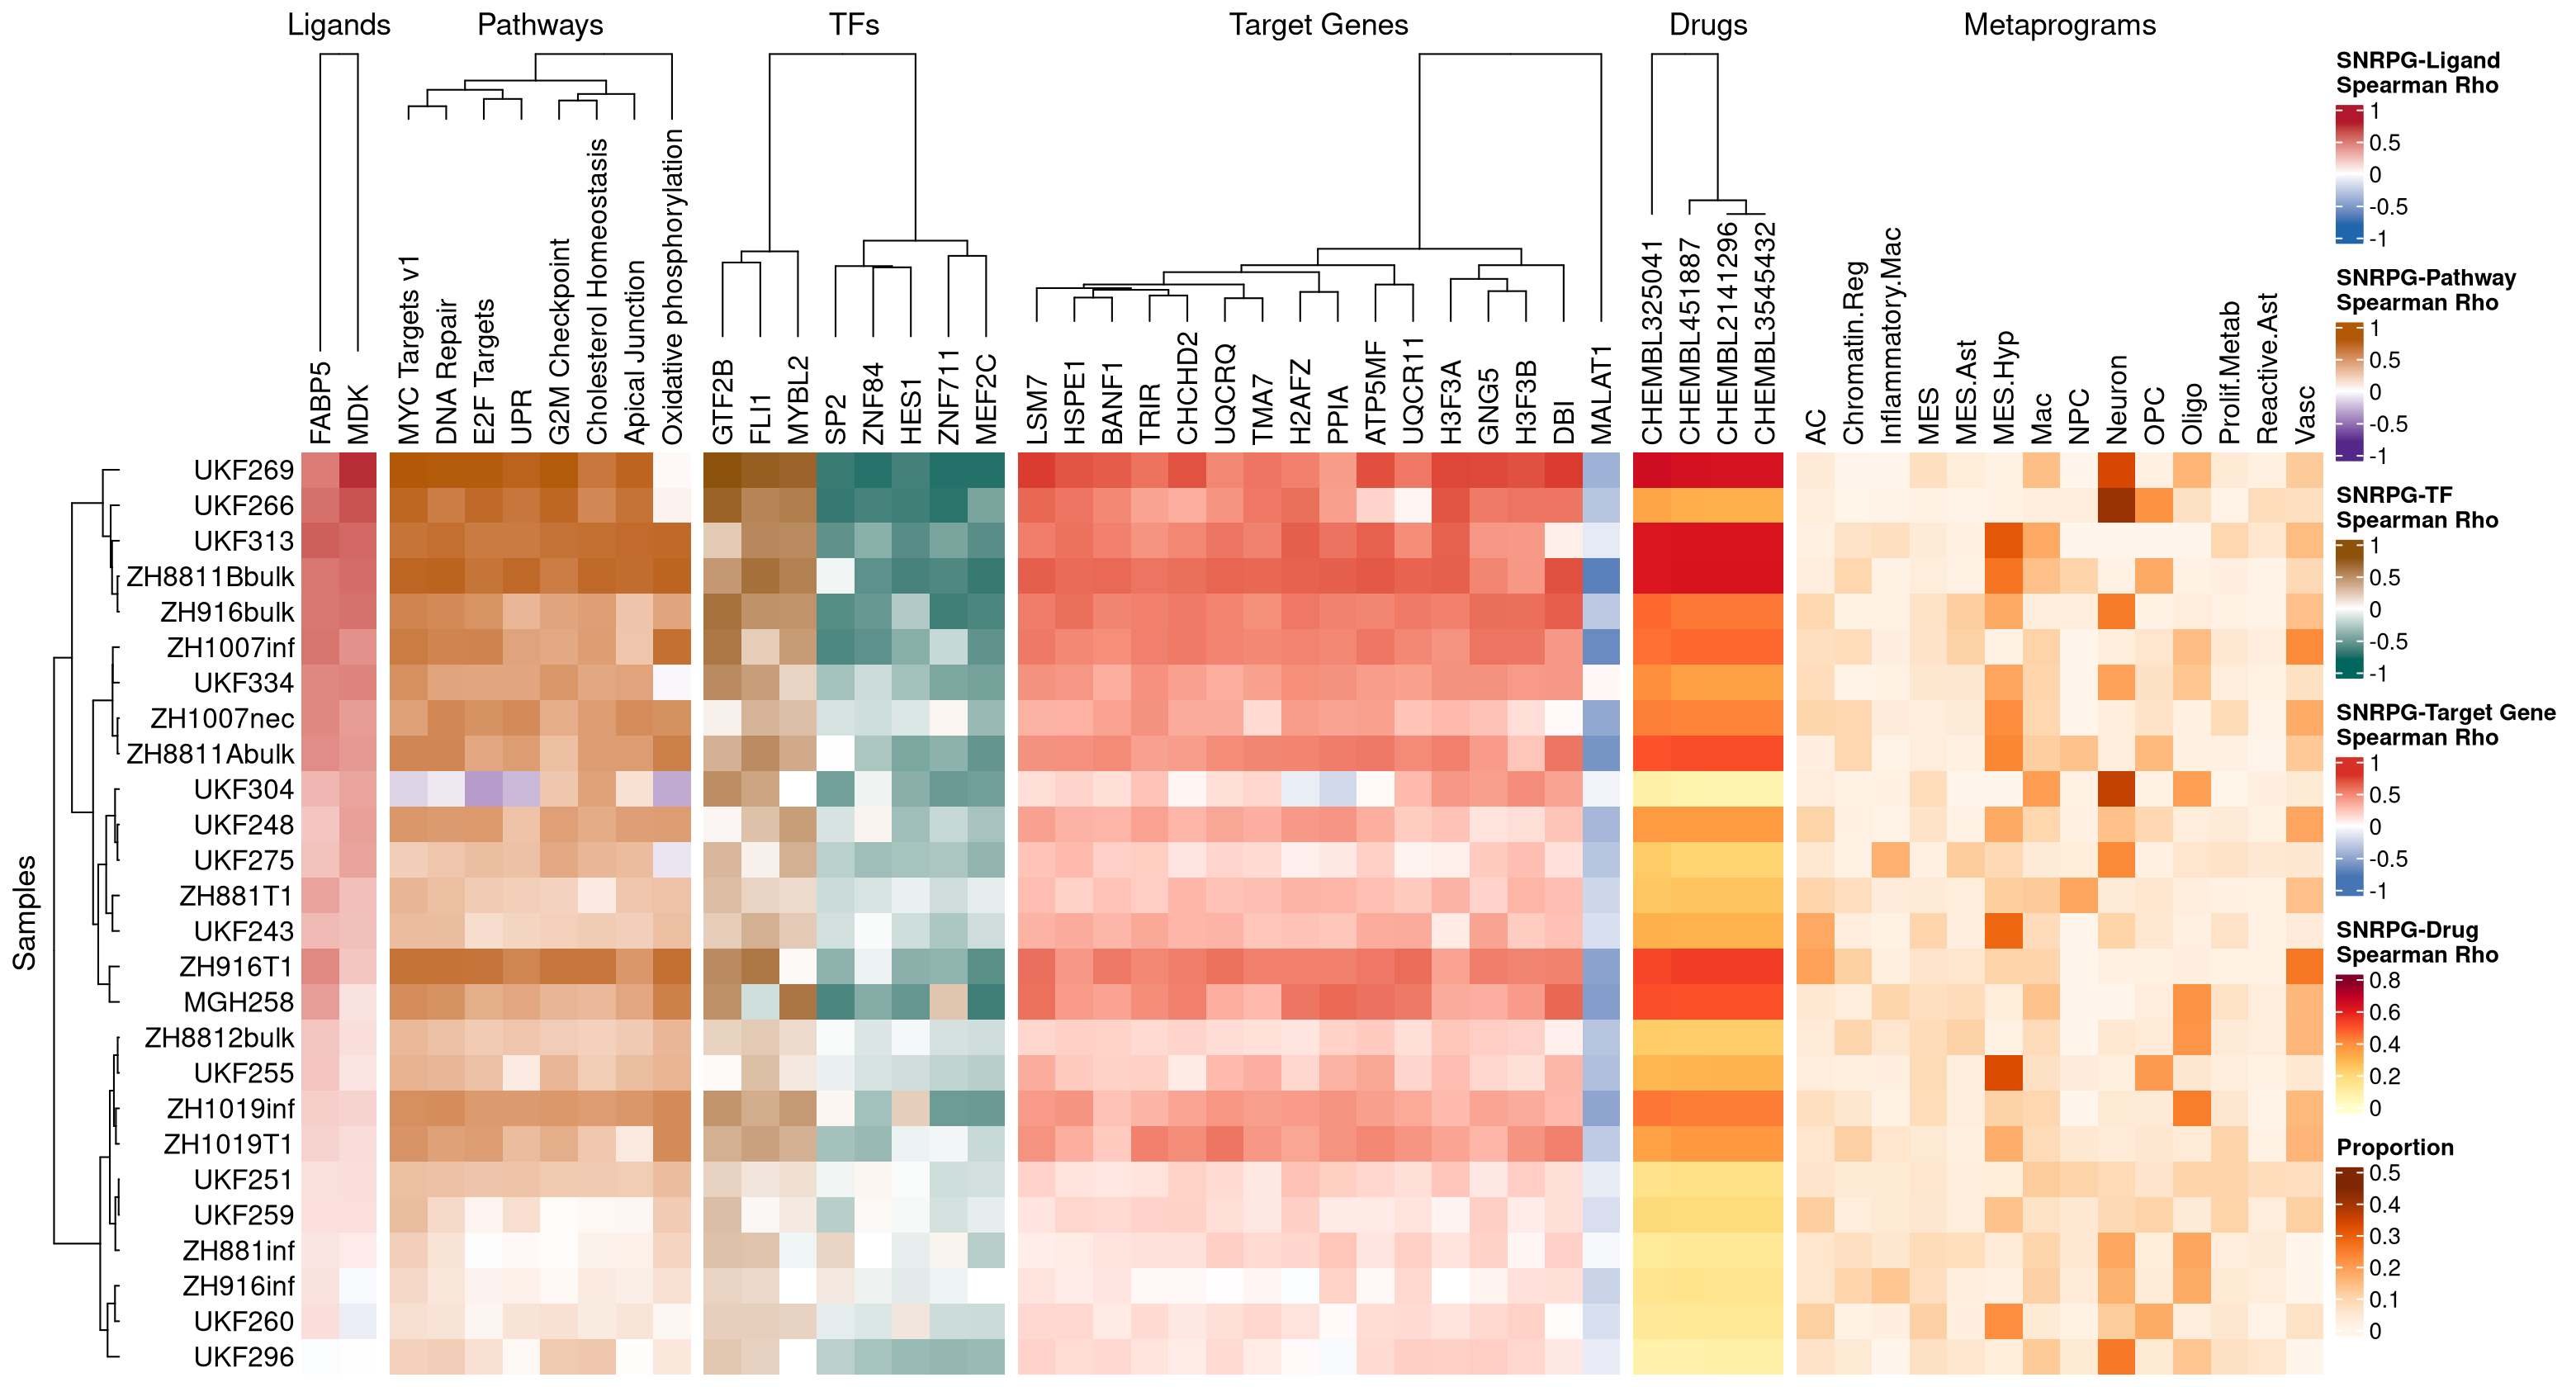 Ligands
Pathways
TFs
Target Genes
Drugs
Metaprograms
FABP5
MDK
MYC Targets v1
DNA Repair
E2F Targets
UPR
G2M Checkpoint
Cholesterol Homeostasis
Apical Junction
Oxidative phosphorylation
GTF2B
FLI1
MYBL2
SP2
ZNF84
HES1
ZNF711
MEF2C
LSM7
HSPE1
BANF1
TRIR
CHCHD2
UQCRQ
TMA7
H2AFZ
PPIA
ATP5MF
UQCR11
H3F3A
GNG5
H3F3B
DBI
MALAT1
CHEMBL325041
CHEMBL451887
CHEMBL2141296
CHEMBL3545432
AC
Chromatin.Reg
Inflammatory.Mac
MES
MES.Ast
MES.Hyp
Mac
NPC
Neuron
OPC
Oligo
Prolif.Metab
Reactive.Ast
Vasc
Samples
UKF269
UKF266
UKF313
ZH8811Bbulk
ZH916bulk
ZH1007inf
UKF334
ZH1007nec
ZH8811Abulk
UKF304
UKF248
UKF275
ZH881T1
UKF243
ZH916T1
MGH258
ZH8812bulk
UKF255
ZH1019inf
ZH1019T1
UKF251
UKF259
ZH881inf
ZH916inf
UKF260
UKF296
SNRPG-Ligand
Spearman Rho
1
0.5
0
-0.5
-1
SNRPG-Pathway
Spearman Rho
1
0.5
0
-0.5
-1
SNRPG-TF
Spearman Rho
1
0.5
0
-0.5
-1
SNRPG-Target Gene
Spearman Rho
1
0.5
0
-0.5
-1
SNRPG-Drug
Spearman Rho
0.8
0.6
0.4
0.2
0
Proportion
0.5
0.4
0.3
0.2
0.1
0